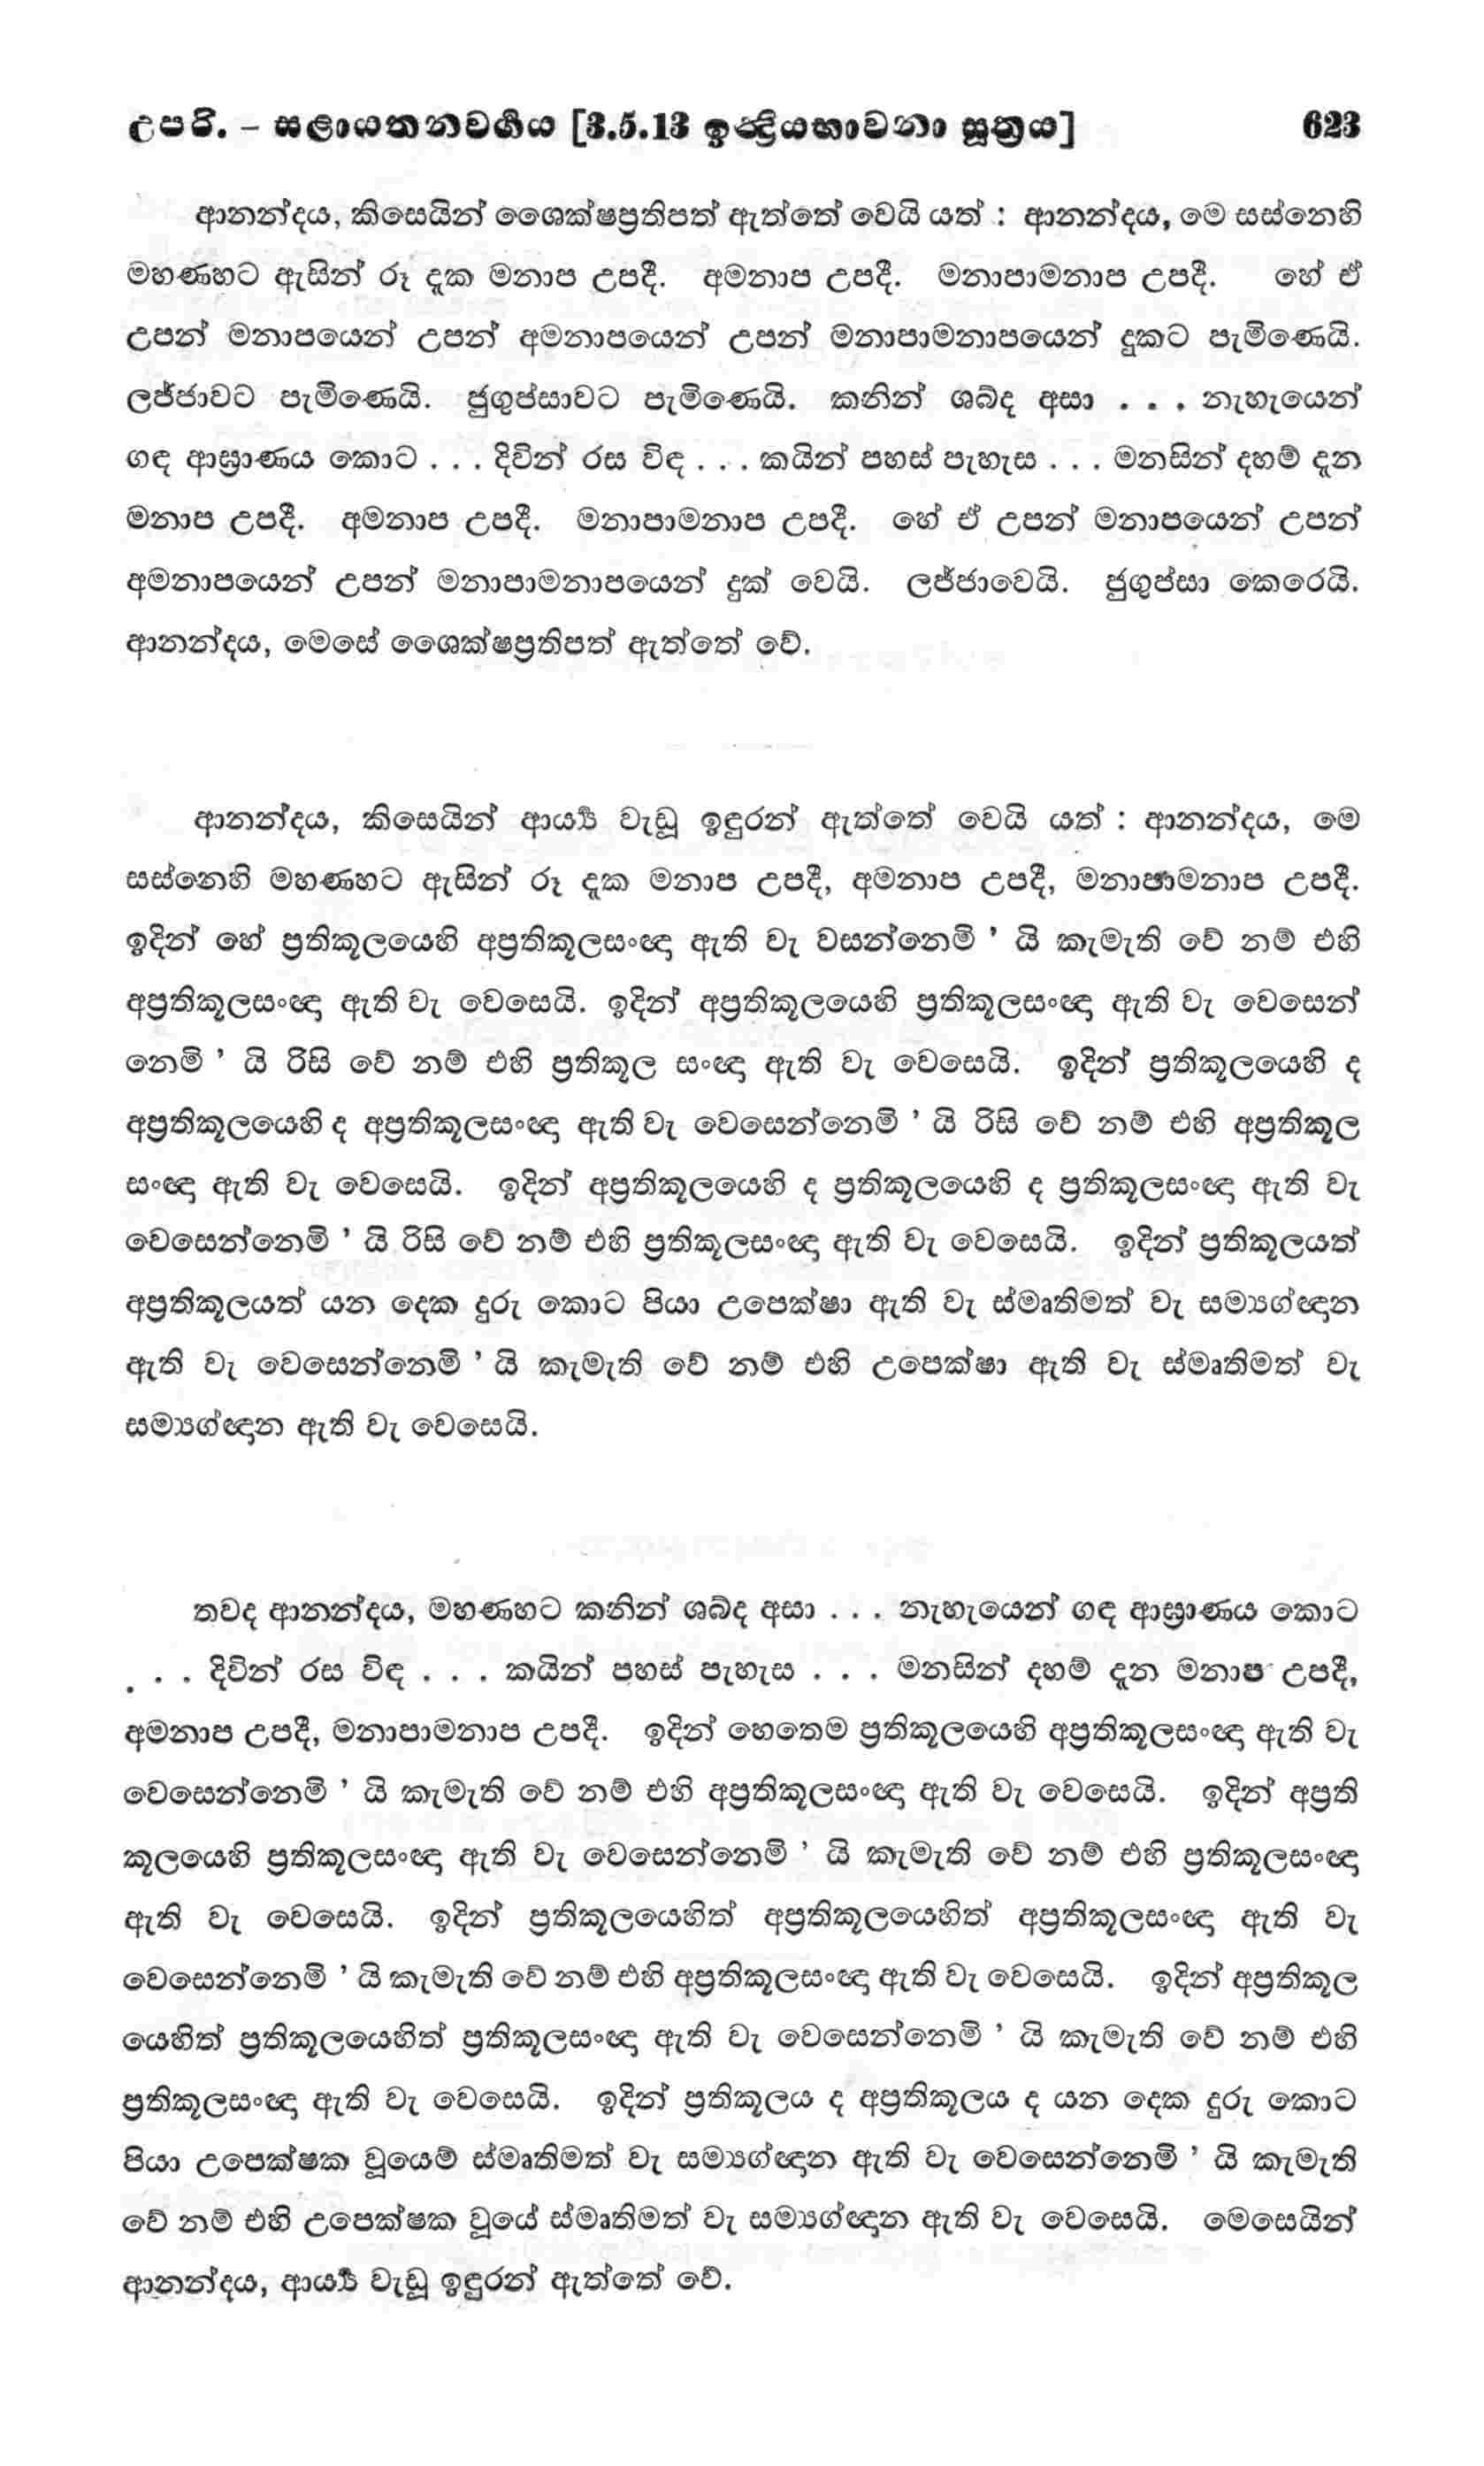 උපරි. – සළායතනවර්‍ගය [3.5.13 ඉන්‍ද්‍රියභාවනා සූත්‍රය] 623
ආනන්දය, කිසෙයින් ශෛක්ෂප්‍රතිපත් ඇත්තේ වෙයි යත් : ආනන්දය, මෙ සස්නෙහි
මහණහට ඇසින් රූ දැක මනාප උපදී. අමනාප උපදී. මනාපාමනාප උපදී. හේ ඒ
උපන් මනාපයෙන් උපන් අමනාපයෙන් උපන් මනාපාමනාපයෙන් දුකට පැමිණෙයි.
ලජ්ජාවට පැමිණෙයි. ජුගුප්සාවට පැමිණෙයි. කනින් ශබ්ද අසා . . . නැහැයෙන්
ගඳ ආඝ්‍රාණය කොට . . . දිවින් රස විඳ . . . කයින් පහස් පැහැස . . . මනසින් දහම් දැන
මනාප උපදී. අමනාප උපදී. මනාපාමනාප උපදී. හේ ඒ උපන් මනාපයෙන් උපන්
අමනාපයෙන් උපන් මනාපාමනාපයෙන් දුක් වෙයි. ලජ්ජාවෙයි. ජුගුප්සා කෙරෙයි.
ආනන්දය, මෙසේ ශෛක්ෂප්‍රතිපත් ඇත්තේ වේ.
ආනන්දය, කිසෙයින් ආර්‍ය්‍ය වැඩූ ඉඳුරන් ඇත්තේ වෙයි යත් : ආනන්දය, මෙ
සස්නෙහි මහණහට ඇසින් රූ දැක මනාප උපදී, අමනාප උපදී, මනාපාමනාප උපදී.
ඉදින් හේ ප්‍රතිකූලයෙහි අප්‍රතිකූලසංඥා ඇති වැ වසන්නෙමි ’ යි කැමැති වේ නම් එහි
අප්‍රතිකූලසංඥා ඇති වැ වෙසෙයි. ඉදින් අප්‍රතිකූලයෙහි ප්‍රතිකූලසංඥා ඇති වැ වෙසෙන්
නෙමි ’ යි රිසි වේ නම් එහි ප්‍රතිකූල සංඥා ඇති වැ වෙසෙයි. ඉදින් ප්‍රතිකූලයෙහි ද
අප්‍රතිකූලයෙහි ද අප්‍රතිකූලසංඥා ඇති වැ වෙසෙන්නෙමි ’ යි රිසි වේ නම් එහි අප්‍රතිකූල
සංඥා ඇති වැ වෙසෙයි. ඉදින් අප්‍රතිකූලයෙහි ද ප්‍රතිකූලයෙහි ද ප්‍රතිකූලසංඥා ඇති වැ
වෙසෙන්නෙමි ’ යි රිසි වේ නම් එහි ප්‍රතිකූලසංඥා ඇති වැ වෙසෙයි. ඉදින් ප්‍රතිකූලයත්
අප්‍රතිකූලයත් යන දෙක දුරු කොට පියා උපෙක්ෂා ඇති වැ ස්මෘතිමත් වැ සම්‍යග්ඥාන
ඇති වැ වෙසෙන්නෙමි ’ යි කැමැති වේ නම් එහි උපෙක්ෂා ඇති වැ ස්මෘතිමත් වැ
සම්‍යග්ඥාන ඇති වැ වෙසෙයි.
තවද ආනන්දය, මහණහට කනින් ශබ්ද අසා . . . නැහැයෙන් ගඳ ආඝ්‍රාණය කොට
. . . දිවින් රස විඳ . . . කයින් පහස් පැහැස . . . මනසින් දහම් දැන මනාප උපදී,
අමනාප උපදී, මනාපාමනාප උපදී. ඉදින් හෙතෙම ප්‍රතිකූලයෙහි අප්‍රතිකූලසංඥා ඇති වැ
වෙසෙන්නෙමි ’ යි කැමැති වේ නම් එහි අප්‍රතිකූලසංඥා ඇති වැ වෙසෙයි. ඉදින් අප්‍රති
කූලයෙහි ප්‍රතිකූලසංඥා ඇති වැ වෙසෙන්නෙමි ’ යි කැමැති වේ නම් එහි ප්‍රතිකූලසංඥා
ඇති වැ වෙසෙයි. ඉදින් ප්‍රතිකූලයෙහිත් අප්‍රතිකූලයෙහිත් අප්‍රතිකූලසංඥා ඇති වැ
වෙසෙන්නෙමි ’ යි කැමැති වේ නම් එහි අප්‍රතිකූලසංඥා ඇති වැ වෙසෙයි. ඉදින් අප්‍රතිකූල
යෙහිත් ප්‍රතිකූලයෙහිත් ප්‍රතිකූලසංඥා ඇති වැ වෙසෙන්නෙමි ’ යි කැමැති වේ නම් එහි
ප්‍රතිකූලසංඥා ඇති වැ වෙසෙයි. ඉදින් ප්‍රතිකූලය ද අප්‍රතිකූලය ද යන දෙක දුරු කොට
පියා උපෙක්ෂක වූයෙම් ස්මෘතිමත් වැ සම්‍යග්ඥාන ඇති වැ වෙසෙන්නෙමි ’ යි කැමැති
වේ නම් එහි උපෙක්ෂක වූයේ ස්මෘතිමත් වැ සම්‍යග්ඥාන ඇති වැ වෙසෙයි. මෙසෙයින්
ආනන්දය, ආර්‍ය්‍ය වැඩූ ඉඳුරන් ඇත්තේ වේ.